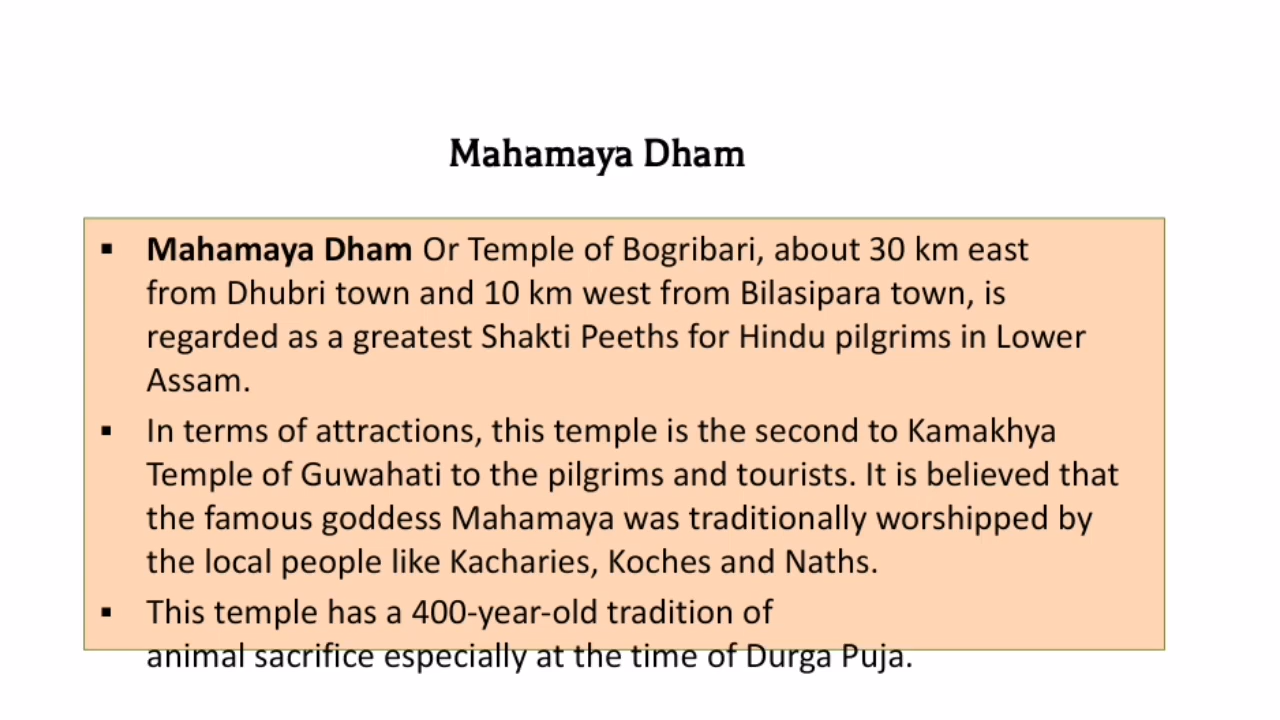 Mahamaya Dham
▪ Mahamaya Dham Or Temple of Bogribari, about 30 km east
from Dhubri town and 10 km west from Bilasipara town, is
regarded as a greatest Shakti Peeths for Hindu pilgrims in Lower
Assam.
▪ In terms of attractions, this temple is the second to Kamakhya
Temple of Guwahati to the pilgrims and tourists. It is believed that
the famous goddess Mahamaya was traditionally worshipped by
the local people like Kacharies, Koches and Naths.
▪ This temple has a 400-year-old tradition of
animal sacrifice especially at the time of Durga Puja.